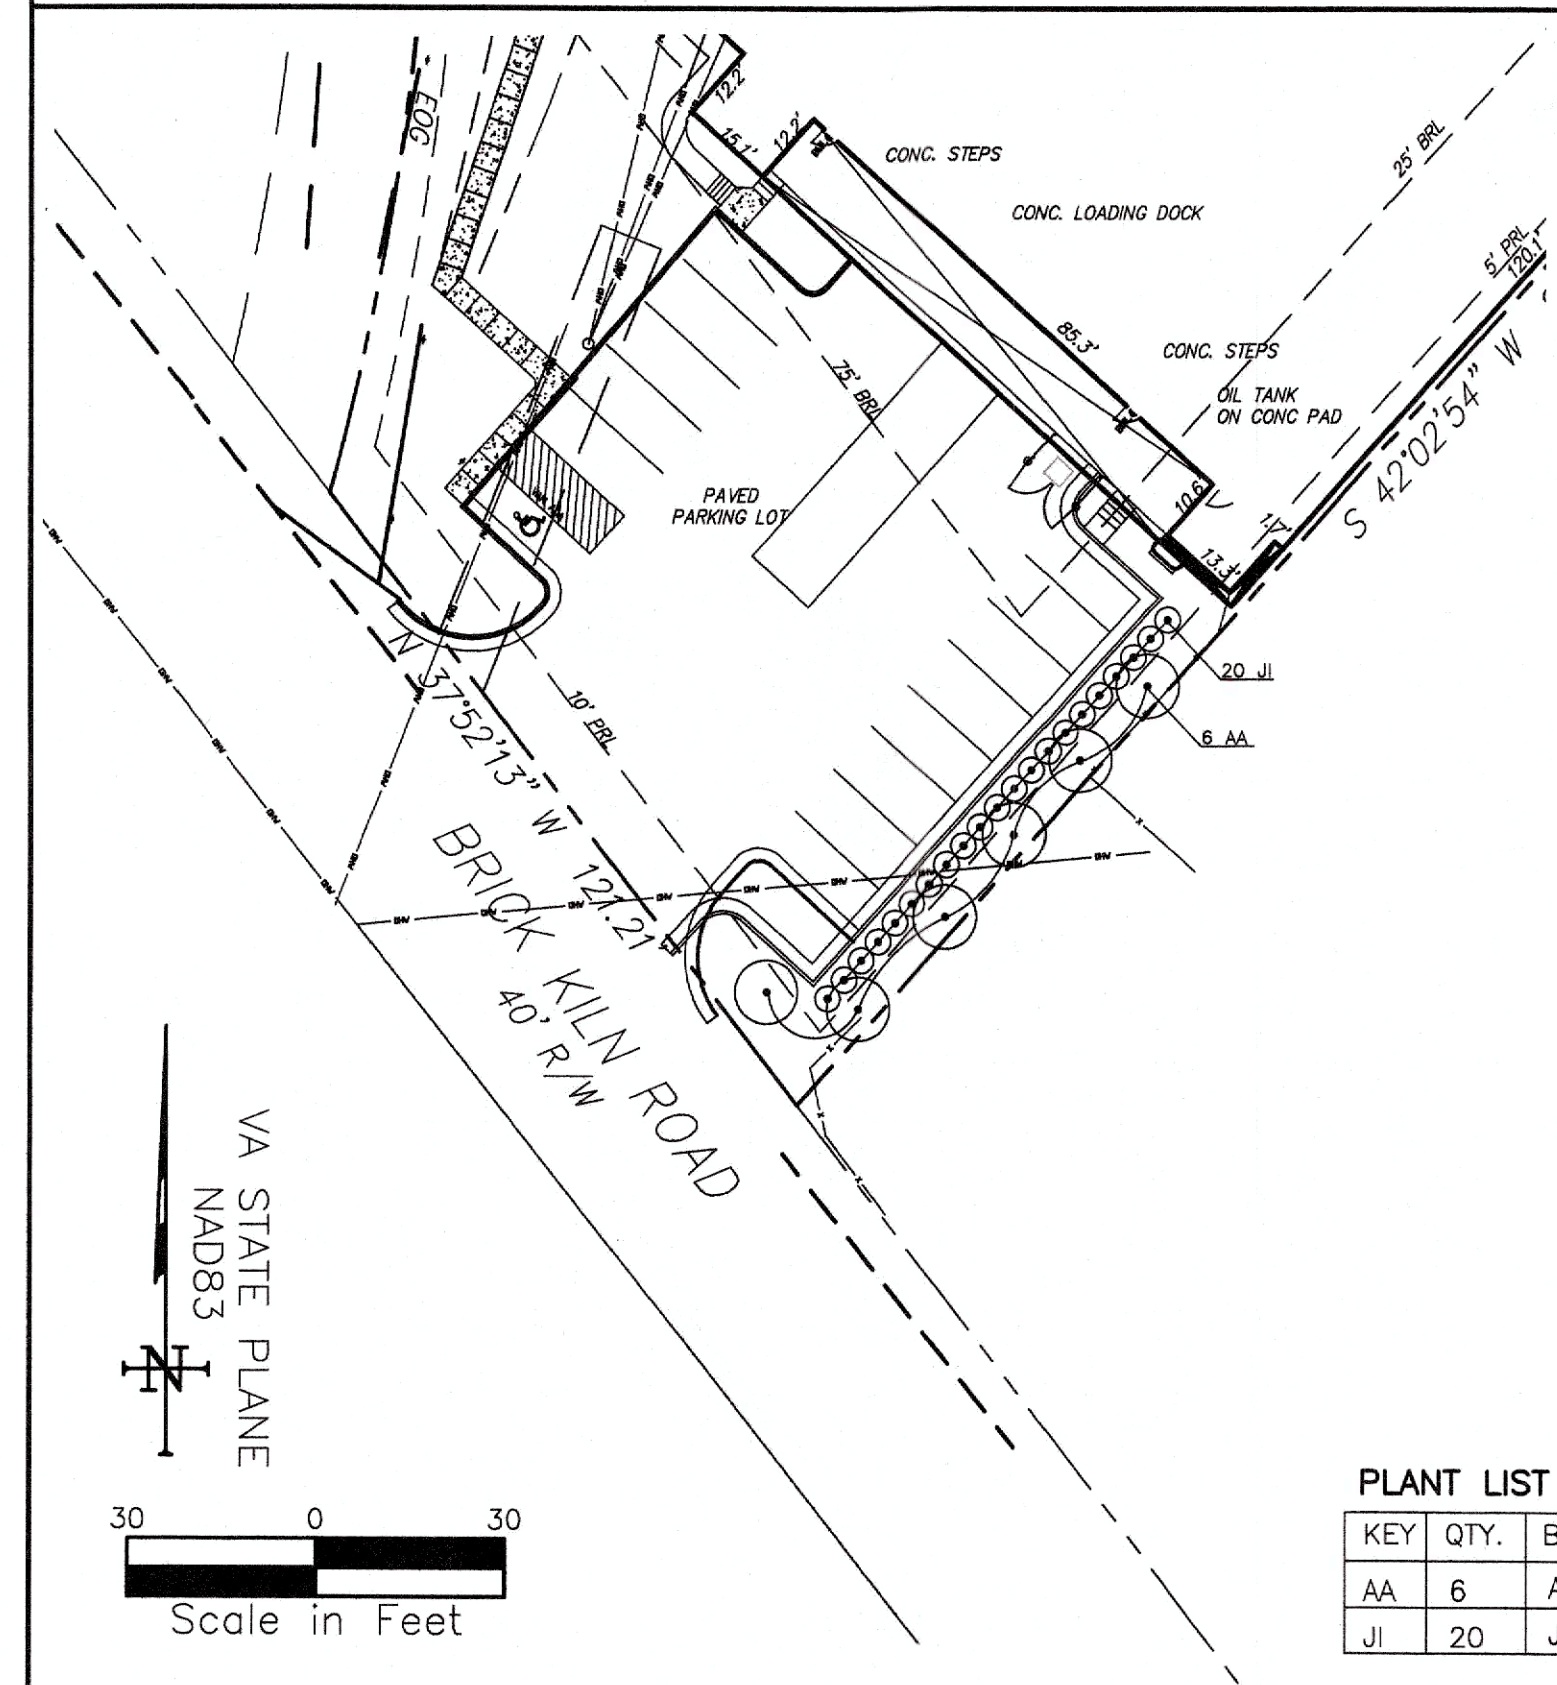 EOG
12.2'
15.1'
12.2'
CONC. STEPS
CONC. LOADING DOCK
25' BRL
5' PRL
120.1'
85.3'
75' BRL
CONC. STEPS
OIL TANK
ON CONC PAD
S 42°02'54" W
PAVED
PARKING LOT
10.6'
1.7'
13.3'
20 JI
6 AA
10' PRL
N 37°52'13" W 121.21
BRICK KILN ROAD
40' R/W
OHW
VA STATE PLANE
NAD83
N
30 0 30
Scale in Feet
PLANT LIST
KEY QTY. B
AA 6 A
JI 20 J